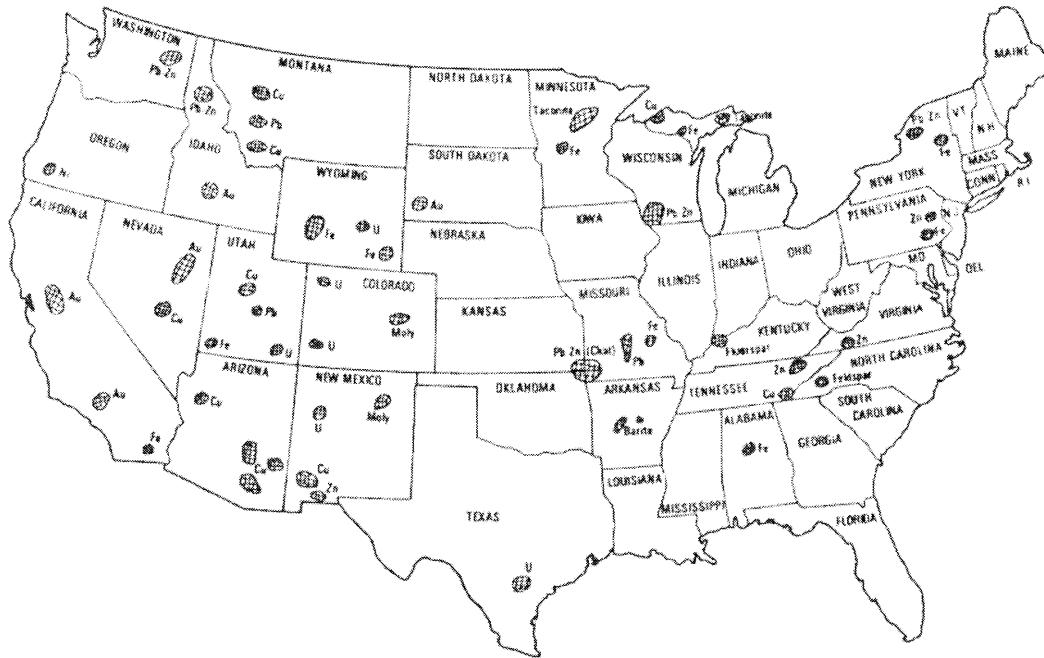 WASHINGTON
Pb Zn
MONTANA
Cu
Pb
Cu
Pb Zn
NORTH DAKOTA
MINNESOTA
Taconite
Fe
Cu
Fe
MAINE
VT
N.H
MASS
CONN
R I
Pb Zn
Fe
NEW YORK
OREGON
IDAHO
Au
WYOMING
Fe
U
Fe
SOUTH DAKOTA
Au
WISCONSIN
Pb Zn
MICHIGAN
PENNSYLVANIA
Zn
N J
Fe
MD
DEL
CALIFORNIA
Au
Au
Fe
NEVADA
Au
Cu
UTAH
Cu
Pb
Fe
U
COLORADO
U
Moly
U
NEBRASKA
IOWA
ILLINOIS
INDIANA
OHIO
WEST
VIRGINIA
VIRGINIA
KANSAS
MISSOURI
Fe
Pb
Pb Zn (Chat)
KENTUCKY
Fluorspar
Zn
ARIZONA
Cu
Cu
NEW MEXICO
Moly
U
Cu
Zn
OKLAHOMA
ARKANSAS
Barite
TENNESSEE
Zn
Cu
NORTH CAROLINA
Feldspar
SOUTH
CAROLINA
ALABAMA
Fe
GEORGIA
LOUISIANA
MISSISSIPPI
FLORIDA
TEXAS
U